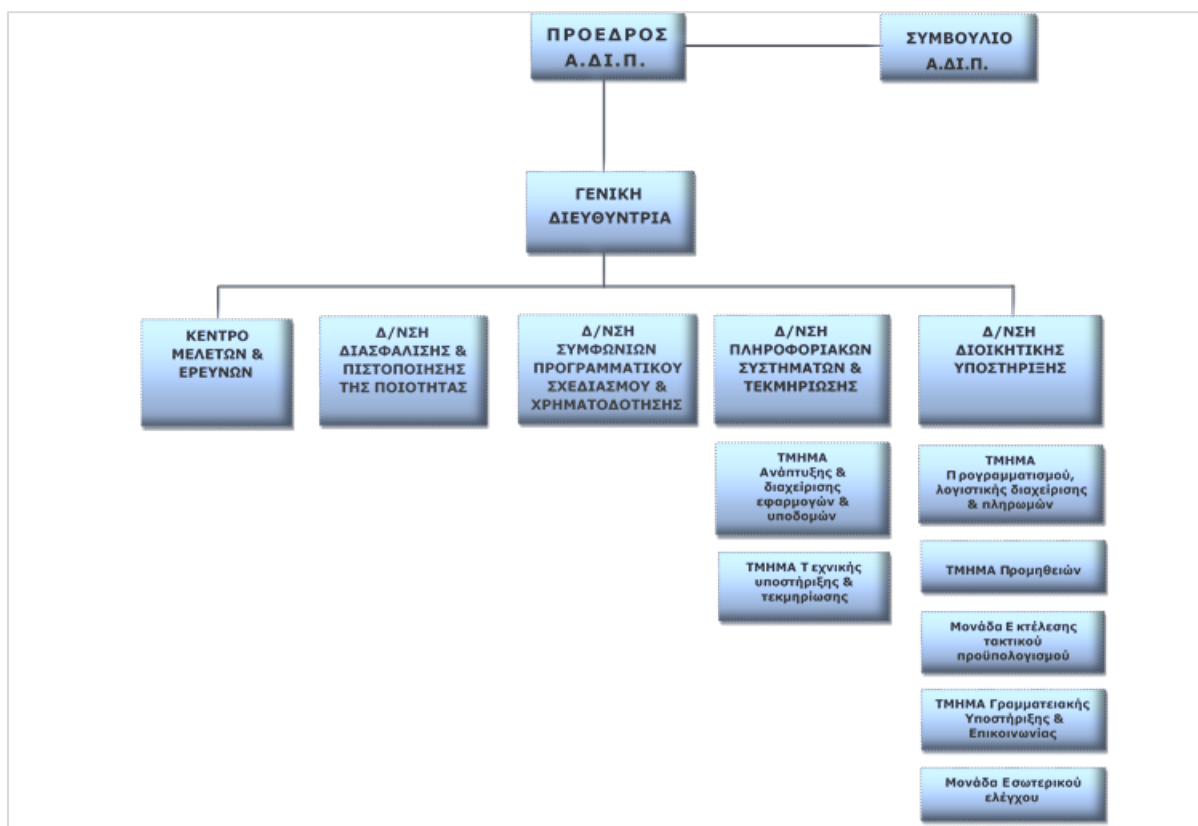 ΠΡΟΕΔΡΟΣ
Α.ΔΙ.Π.
ΣΥΜΒΟΥΛΙΟ
Α.ΔΙ.Π.
ΓΕΝΙΚΗ
ΔΙΕΥΘΥΝΤΡΙΑ
ΚΕΝΤΡΟ
ΜΕΛΕΤΩΝ &
ΕΡΕΥΝΩΝ
Δ/ΝΣΗ
ΔΙΑΣΦΑΛΙΣΗΣ &
ΠΙΣΤΟΠΟΙΗΣΗΣ
ΤΗΣ ΠΟΙΟΤΗΤΑΣ
Δ/ΝΣΗ
ΣΥΜΦΩΝΙΩΝ
ΠΡΟΓΡΑΜΜΑΤΙΚΟΥ
ΣΧΕΔΙΑΣΜΟΥ &
ΧΡΗΜΑΤΟΔΟΤΗΣΗΣ
Δ/ΝΣΗ
ΠΛΗΡΟΦΟΡΙΑΚΩΝ
ΣΥΣΤΗΜΑΤΩΝ &
ΤΕΚΜΗΡΙΩΣΗΣ
Δ/ΝΣΗ
ΔΙΟΙΚΗΤΙΚΗΣ
ΥΠΟΣΤΗΡΙΞΗΣ
ΤΜΗΜΑ
Ανάπτυξης &
διαχείρισης
εφαρμογών &
υποδομών
ΤΜΗΜΑ Τ εχνικής
υποστήριξης &
τεκμηρίωσης
ΤΜΗΜΑ
Π ρογραμματισμού,
λογιστικής διαχείρισης
& πληρωμών
ΤΜΗΜΑ Προμηθειών
Μονάδα Ε κτέλεσης
τακτικού
προϋπολογισμού
ΤΜΗΜΑ Γραμματειακής
Υποστήριξης &
Επικοινωνίας
Μονάδα Εσωτερικού
ελέγχου